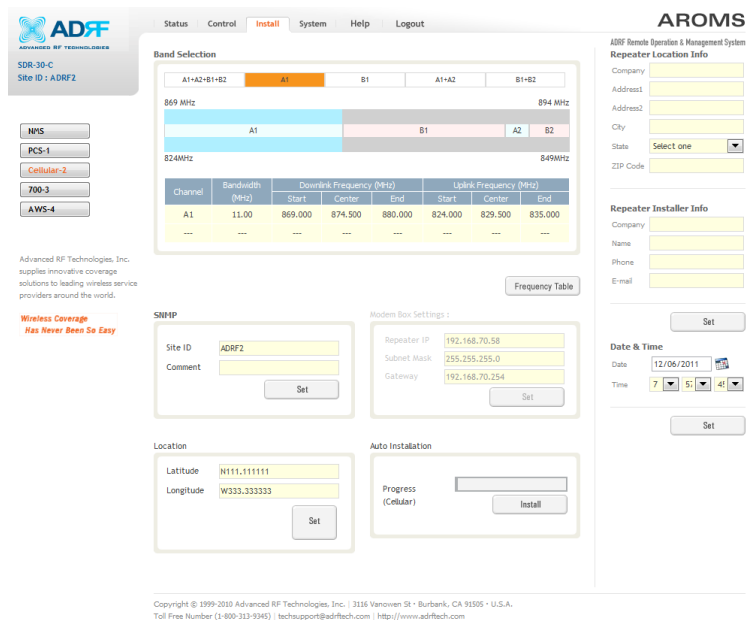 ADRF
ADVANCED RF TECHNOLOGIES
SDR-30-C
Site ID : ADRF2
NMS
PCS-1
Cellular-2
700-3
AWS-4
Advanced RF Technologies, Inc.
supplies innovative coverage
solutions to leading wireless service
providers around the world.
Wireless Coverage
Has Never Been So Easy
Status | Control Install System | Help | Logout
AROMS
ADRF Remote Operation & Management System
Band Selection
A1+A2+B1+B2 A1 B1 A1+A2 B1+B2
869 MHz 894 MHz
A1 B1 A2 B2
824MHz 849MHz
Channel Bandwidth (MHz) Downlink Frequency (MHz) Uplink Frequency (MHz)
Start Center End Start Center End
A1 11.00 869.000 874.500 880.000 824.000 829.500 835.000
--- --- --- --- --- --- --- ---
Frequency Table
SNMP
Site ID ADRF2
Comment
Set
Modem Box Settings :
Repeater IP 192.168.70.58
Subnet Mask 255.255.255.0
Gateway 192.168.70.254
Set
Location
Latitude N111.111111
Longitude W333.333333
Set
Auto Installation
Progress
(Cellular)
Install
Repeater Location Info
Company
Address1
Address2
City
State Select one
ZIP Code
Repeater Installer Info
Company
Name
Phone
E-mail
Set
Date & Time
Date 12/06/2011
Time 7
Set
Copyright © 1999-2010 Advanced RF Technologies, Inc. | 3116 Vanowen St · Burbank, CA 91505 · U.S.A.
Toll Free Number (1-800-313-9345) | techsupport@adrftech.com | http://www.adrftech.com